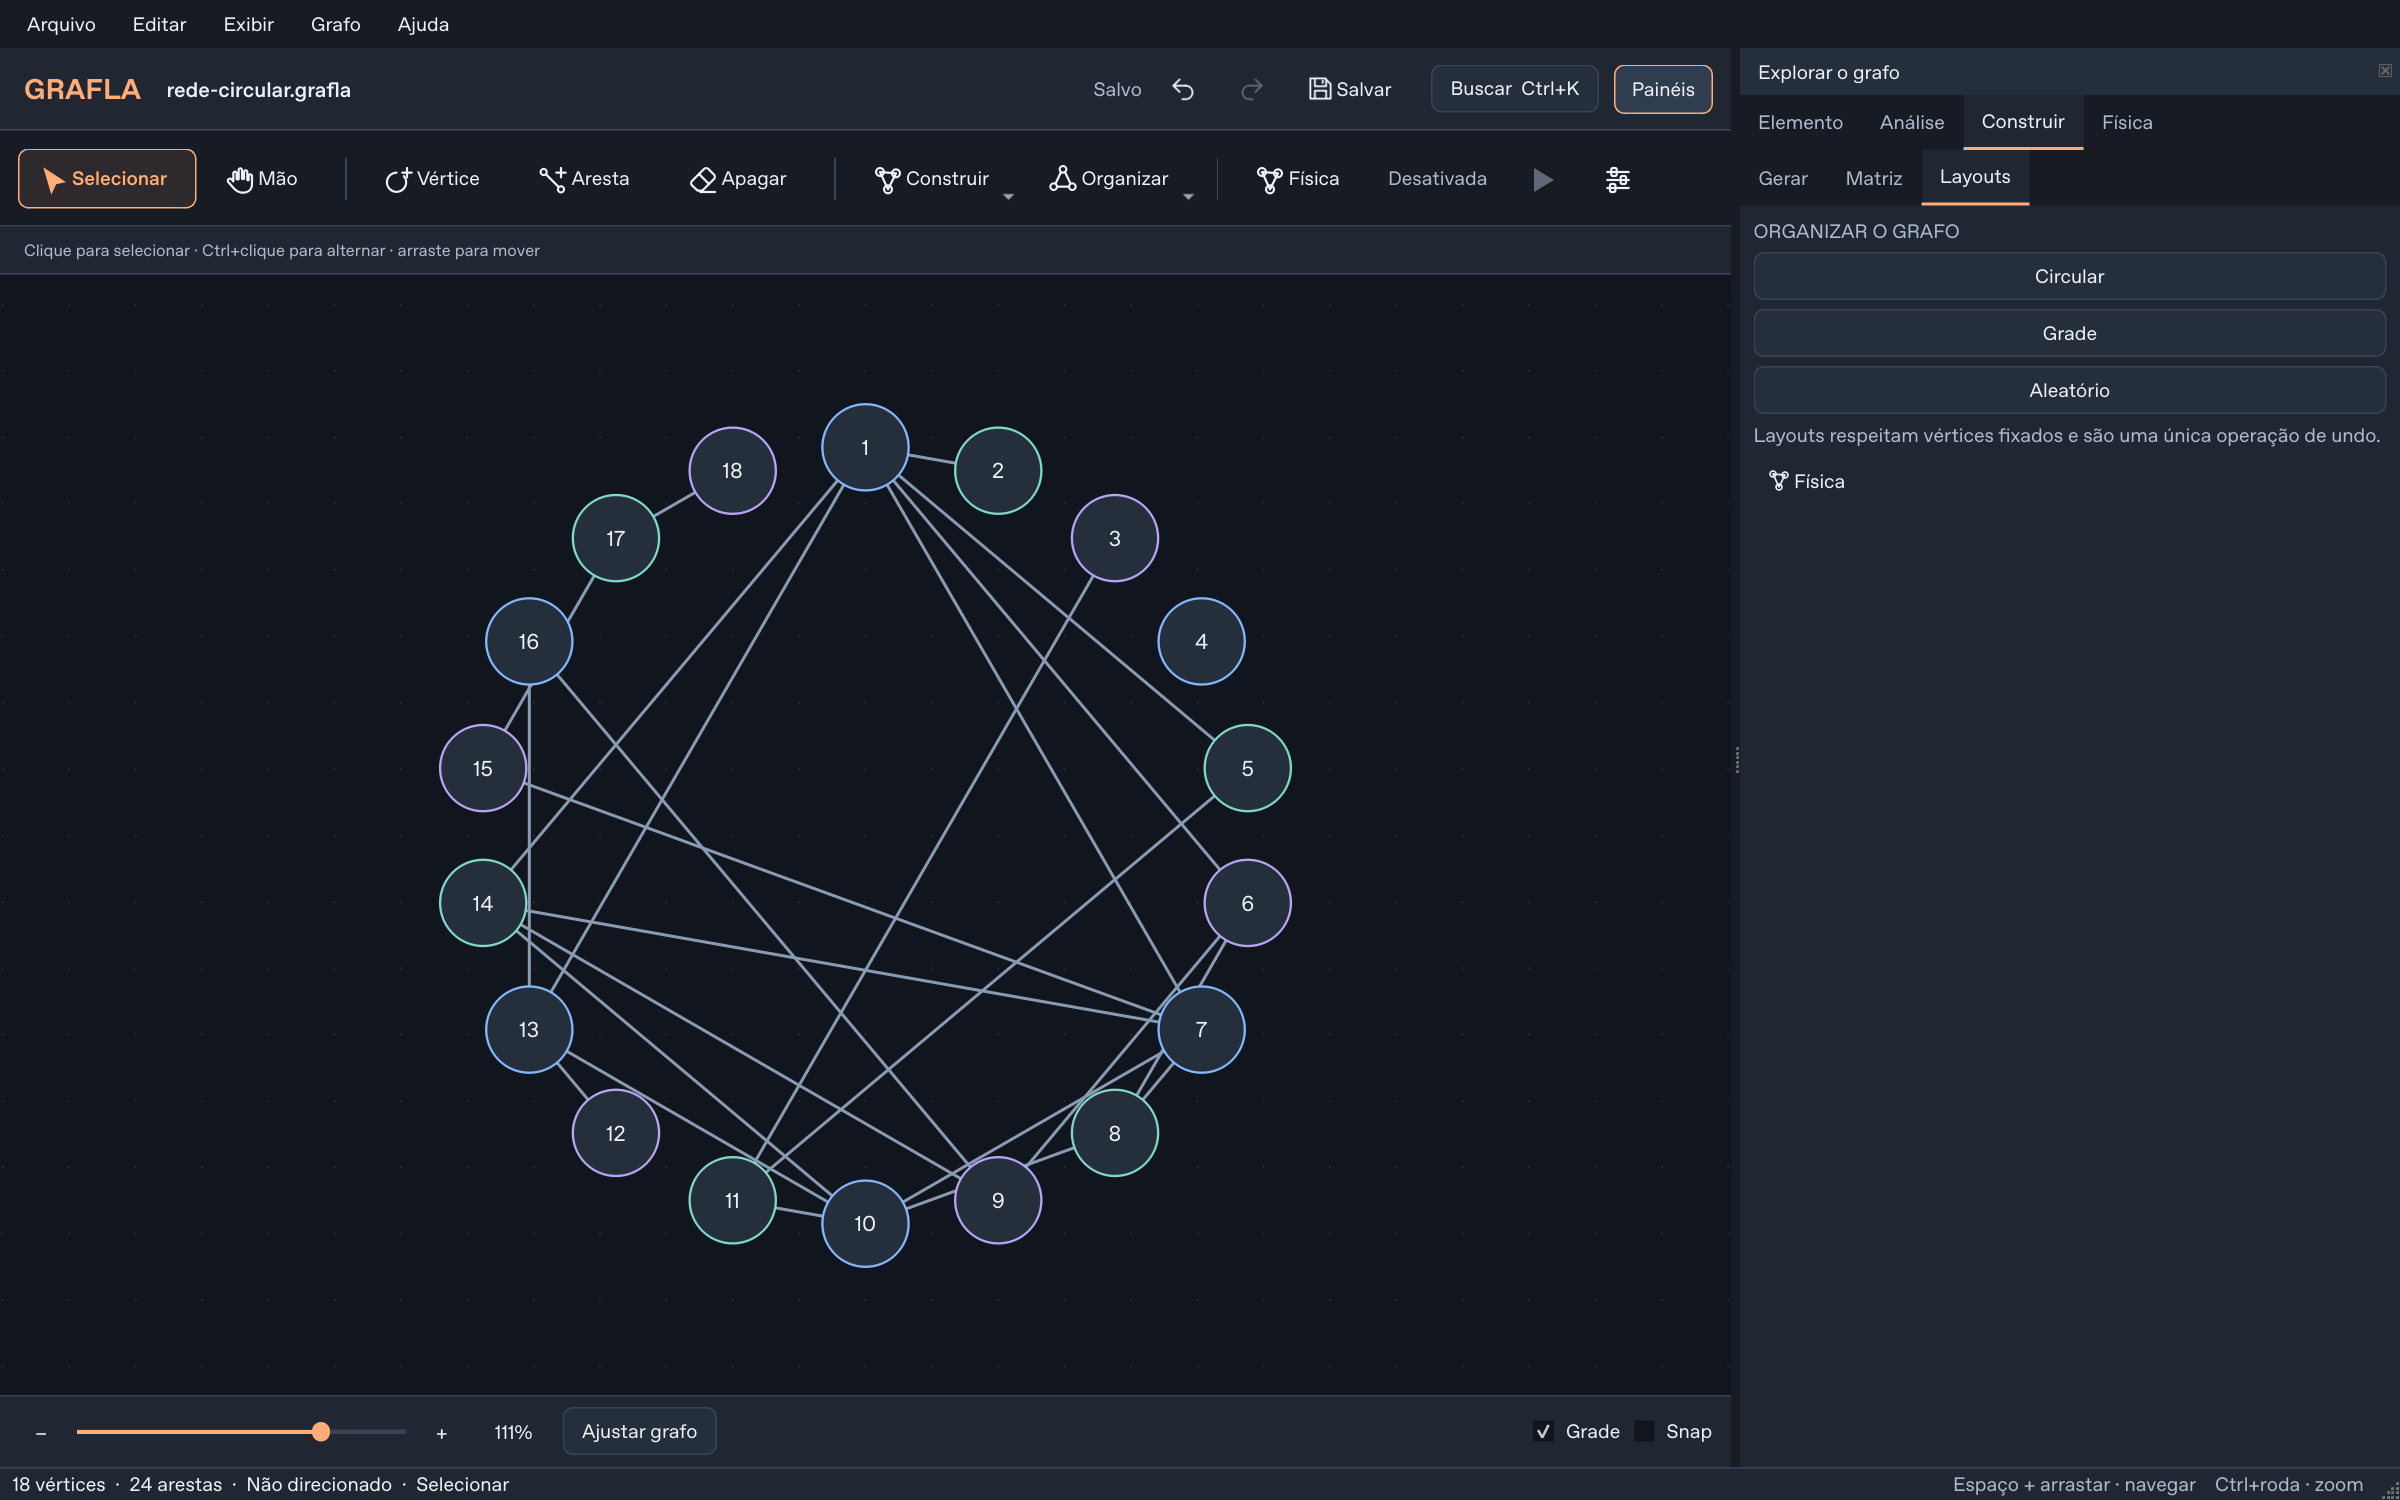 Arquivo Editar Exibir Grafo Ajuda
GRAFLA rede-circular.grafla Salvo Salvar Buscar Ctrl+K Painéis
Selecionar Mão Vértice Aresta Apagar Construir Organizar Física Desativada
Clique para selecionar · Ctrl+clique para alternar · arraste para mover
Explorar o grafo
Elemento Análise Construir Física
Gerar Matriz Layouts
ORGANIZAR O GRAFO
Circular
Grade
Aleatório
Layouts respeitam vértices fixados e são uma única operação de undo.
Física
1
18
2
17
3
16
4
15
5
14
6
13
7
12
8
11
9
10
− + 111% Ajustar grafo Grade Snap
18 vértices · 24 arestas · Não direcionado · Selecionar Espaço + arrastar · navegar Ctrl+roda · zoom